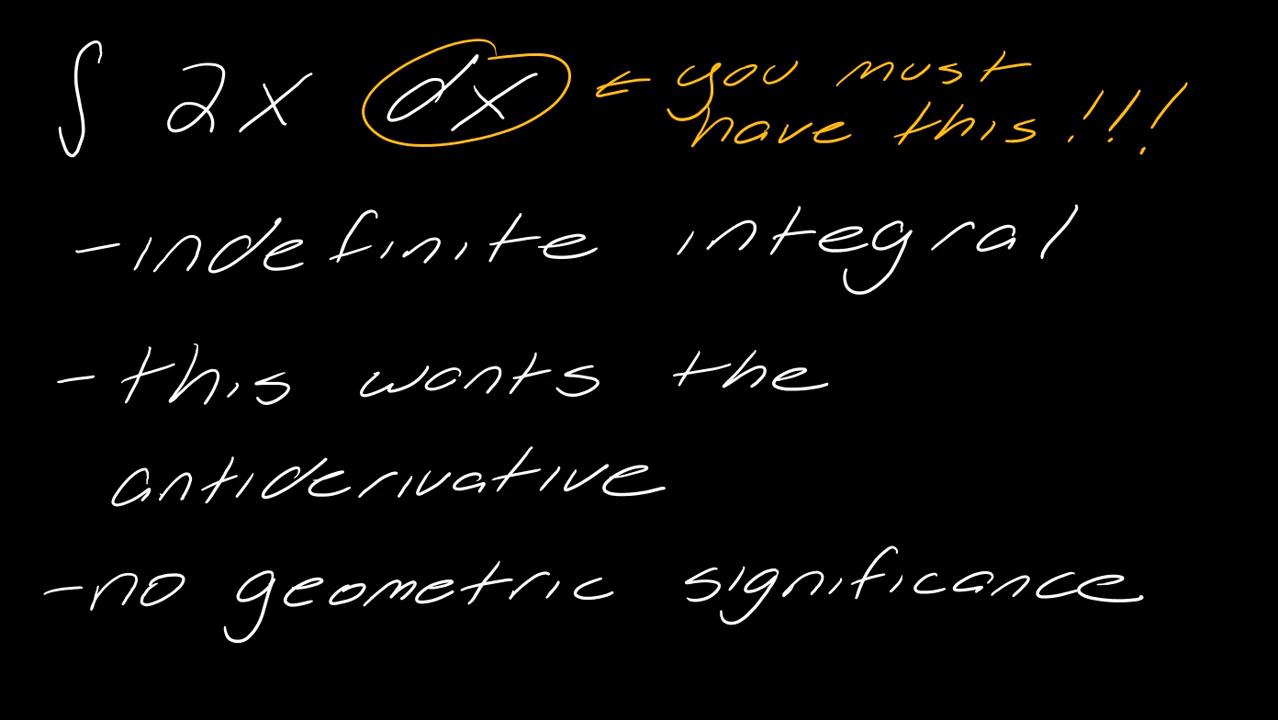 ∫ 2x dx ← you must
have this!!!
- indefinite integral
- this wants the
antiderivative
- no geometric significance